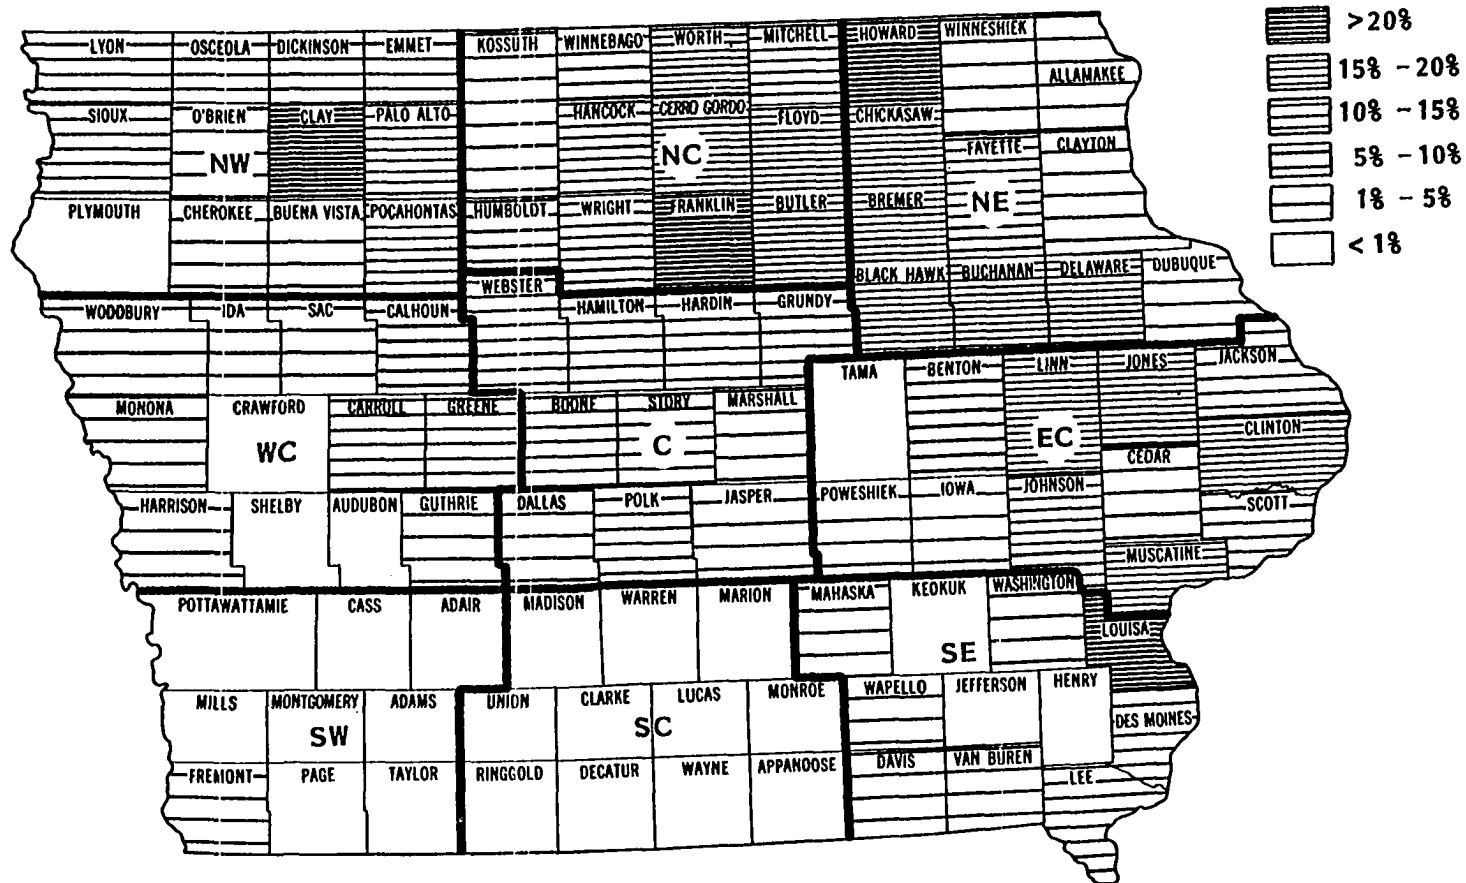 LYON OSCEOLA DICKINSON EMMET KOSSUTH WINNEBAGO WORTH MITCHELL HOWARD WINNESHIEK >20%
ALLAMAKEE 15% - 20%
SIOUX O'BRIEN CLAY PALO ALTO HANCOCK CERRO GORDO FLOYD CHICKASAW 10% - 15%
NW NC FAYETTE CLAYTON 5% - 10%
PLYMOUTH CHEROKEE BUENA VISTA POCAHONTAS HUMBOLDT WRIGHT FRANKLIN BUTLER BREMER NE 1% - 5%
< 1%
WEBSTER BLACK HAWK BUCHANAN DELAWARE DUBUQUE
WOODBURY IDA SAC CALHOUN HAMILTON HARDIN GRUNDY
TAMA BENTON LINN JONES JACKSON
MONONA CRAWFORD CARROLL GREENE BOONE STORY MARSHALL
WC C EC CLINTON
CEDAR
HARRISON SHELBY AUDUBON GUTHRIE DALLAS POLK JASPER POWESHIEK IOWA JOHNSON SCOTT
MUSCATINE
POTTAWATTAMIE CASS ADAIR MADISON WARREN MARION MAHASKA KEOKUK WASHINGTON
SE LOUISA
MILLS MONTGOMERY ADAMS UNION CLARKE LUCAS MONROE WAPELLO JEFFERSON HENRY
SW SC DES MOINES
FREMONT PAGE TAYLOR RINGGOLD DECATUR WAYNE APPANOOSE DAVIS VAN BUREN LEE